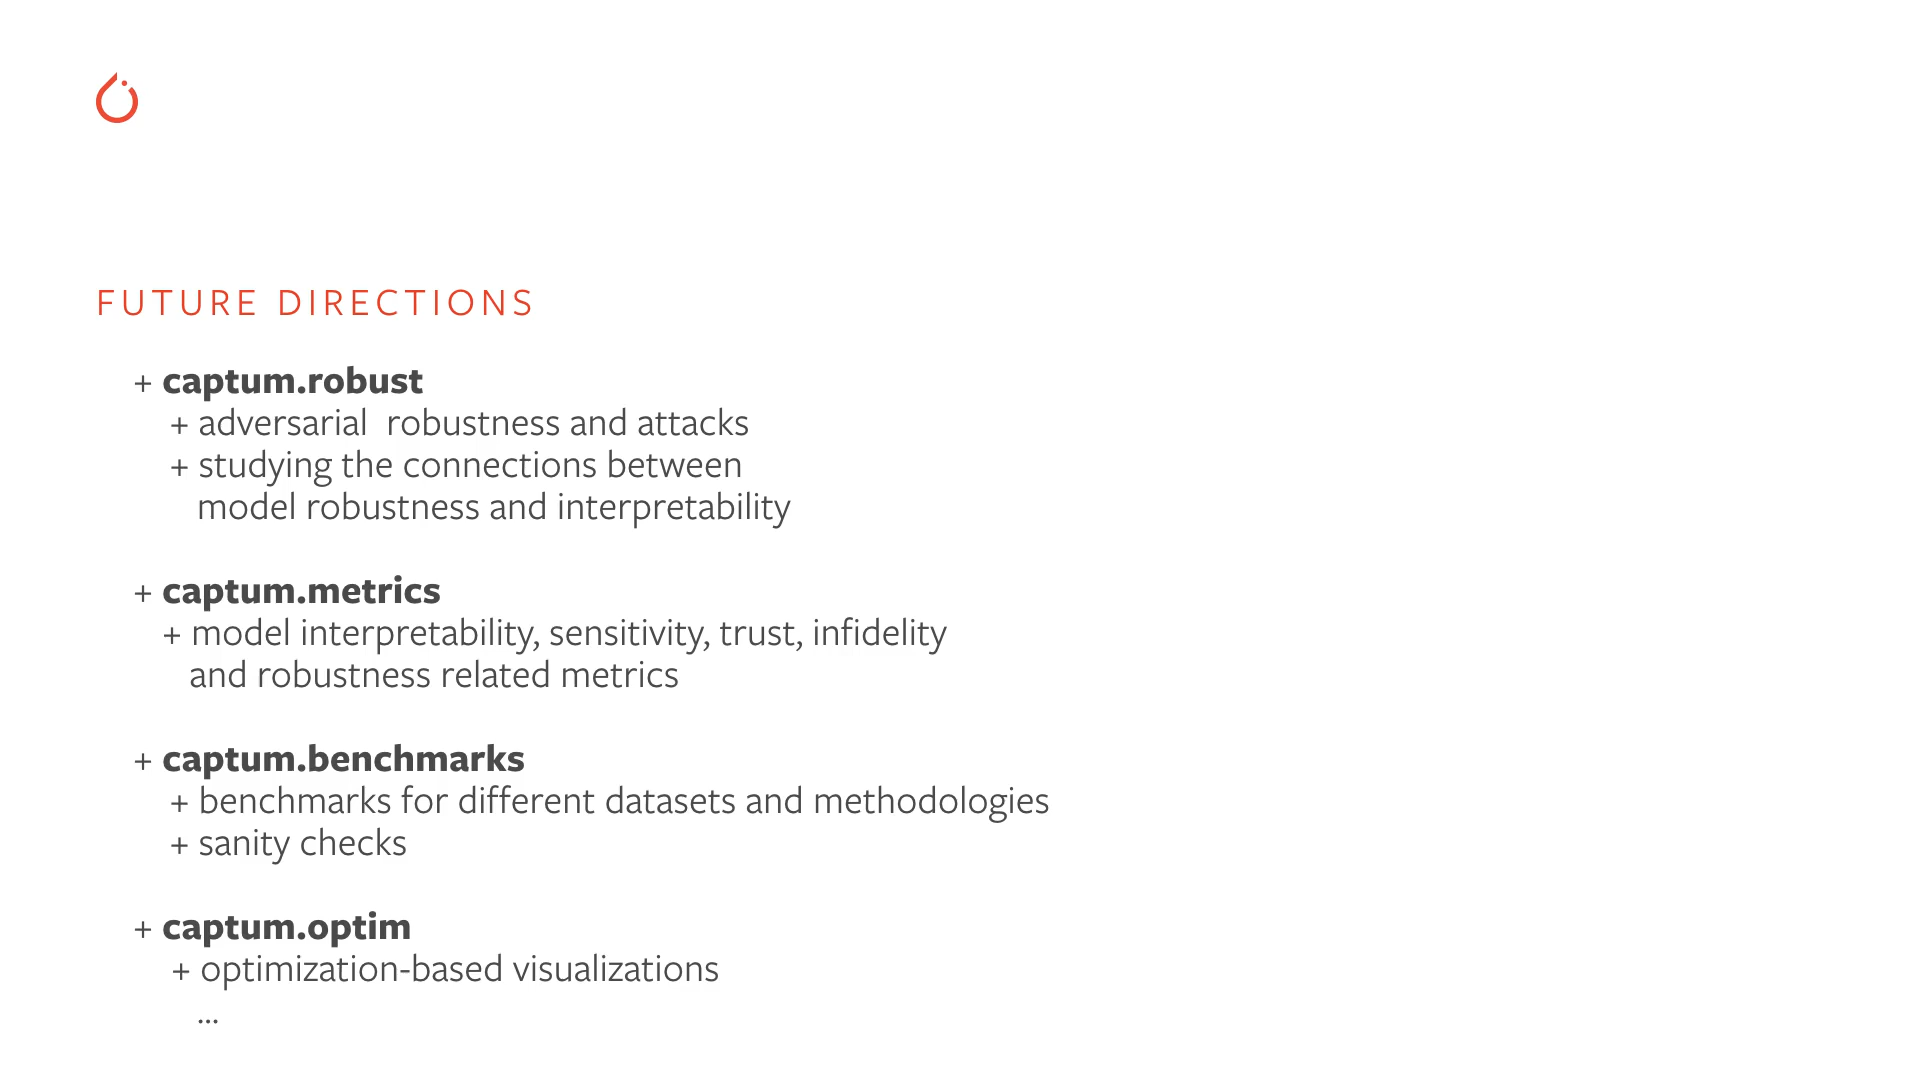 FUTURE DIRECTIONS
+ captum.robust
+ adversarial  robustness and attacks
+ studying the connections between
model robustness and interpretability
+ captum.metrics
+ model interpretability, sensitivity, trust, infidelity
and robustness related metrics
+ captum.benchmarks
+ benchmarks for different datasets and methodologies
+ sanity checks
+ captum.optim
+ optimization-based visualizations
...